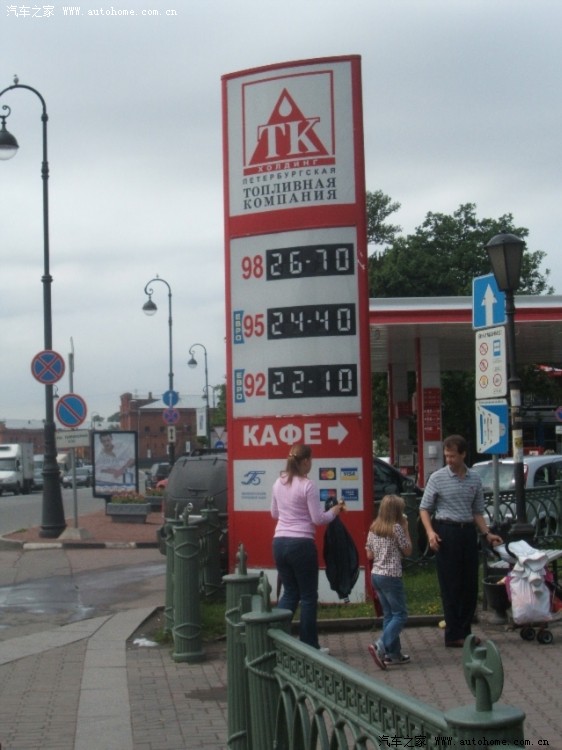 汽车之家 www.autohome.com.cn
ТК
ХОЛДИНГ
ПЕТЕРБУРГСКАЯ
ТОПЛИВНАЯ
КОМПАНИЯ
98 26-70
95 24-40
92 22-10
КАФЕ
VISA
汽车之家 www.autohome.com.cn